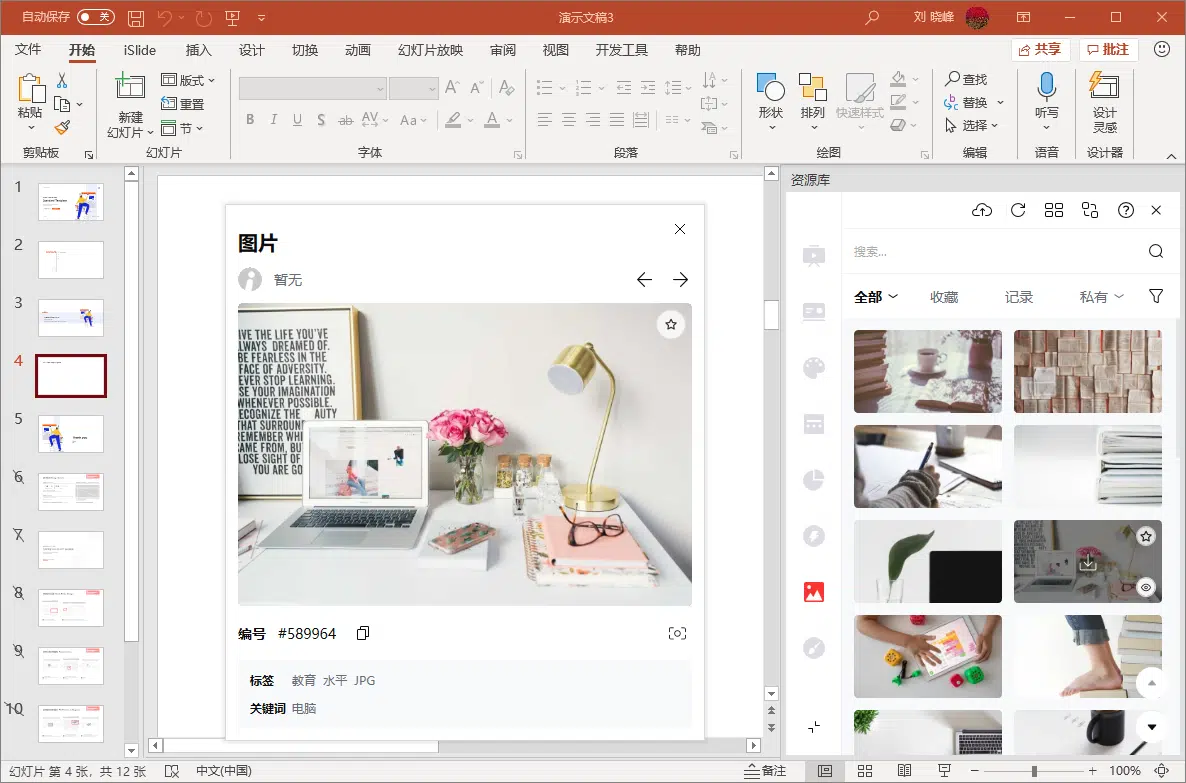 自动保存 关 演示文稿3 刘 晓峰
文件 开始 iSlide 插入 设计 切换 动画 幻灯片放映 审阅 视图 开发工具 帮助 共享 批注
粘贴 新建 幻灯片 版式 重置 节
B I U S ab AV Aa A
形状 排列 快速样式 查找 替换 选择 听写 设计 灵感
剪贴板 幻灯片 字体 段落 绘图 编辑 语音 设计器
1
2
3
4
5
6
7
8
9
10
图片
暂无
IVE THE LIFE YOU'VE
LWAYS DREAMED OF.
BE FEARLESS IN THE
FACE OF ADVERSITY.
EVER STOP LEARNING.
SE YOUR IMAGINATION
WHENEVER POSSIBLE.
ECOGNIZE THE AUTY
THAT SURROUN
REMEMBER WH
AME FROM, BU
LOSE SIGHT OF
YOU ARE GO
编号 #589964
标签 教育 水平 JPG
关键词 电脑
资源库
搜索...
全部 收藏 记录 私有
幻灯片 第 4 张，共 12 张 中文(中国) 备注 100%